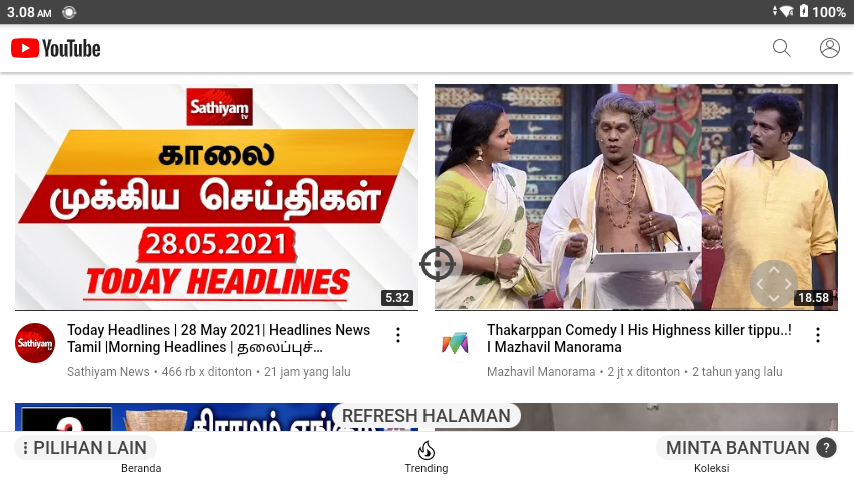 3.08 AM
100%
YouTube
Sathiyam
tv
காலை
முக்கிய செய்திகள்
28.05.2021
TODAY HEADLINES
5.32
18.58
Sathiyam
Today Headlines | 28 May 2021| Headlines News
Tamil |Morning Headlines | தலைப்புச்...
Sathiyam News • 466 rb x ditonton • 21 jam yang lalu
Thakarppan Comedy I His Highness killer tippu..!
I Mazhavil Manorama
Mazhavil Manorama • 2 jt x ditonton • 2 tahun yang lalu
REFRESH HALAMAN
PILIHAN LAIN
MINTA BANTUAN ?
Beranda
Trending
Koleksi